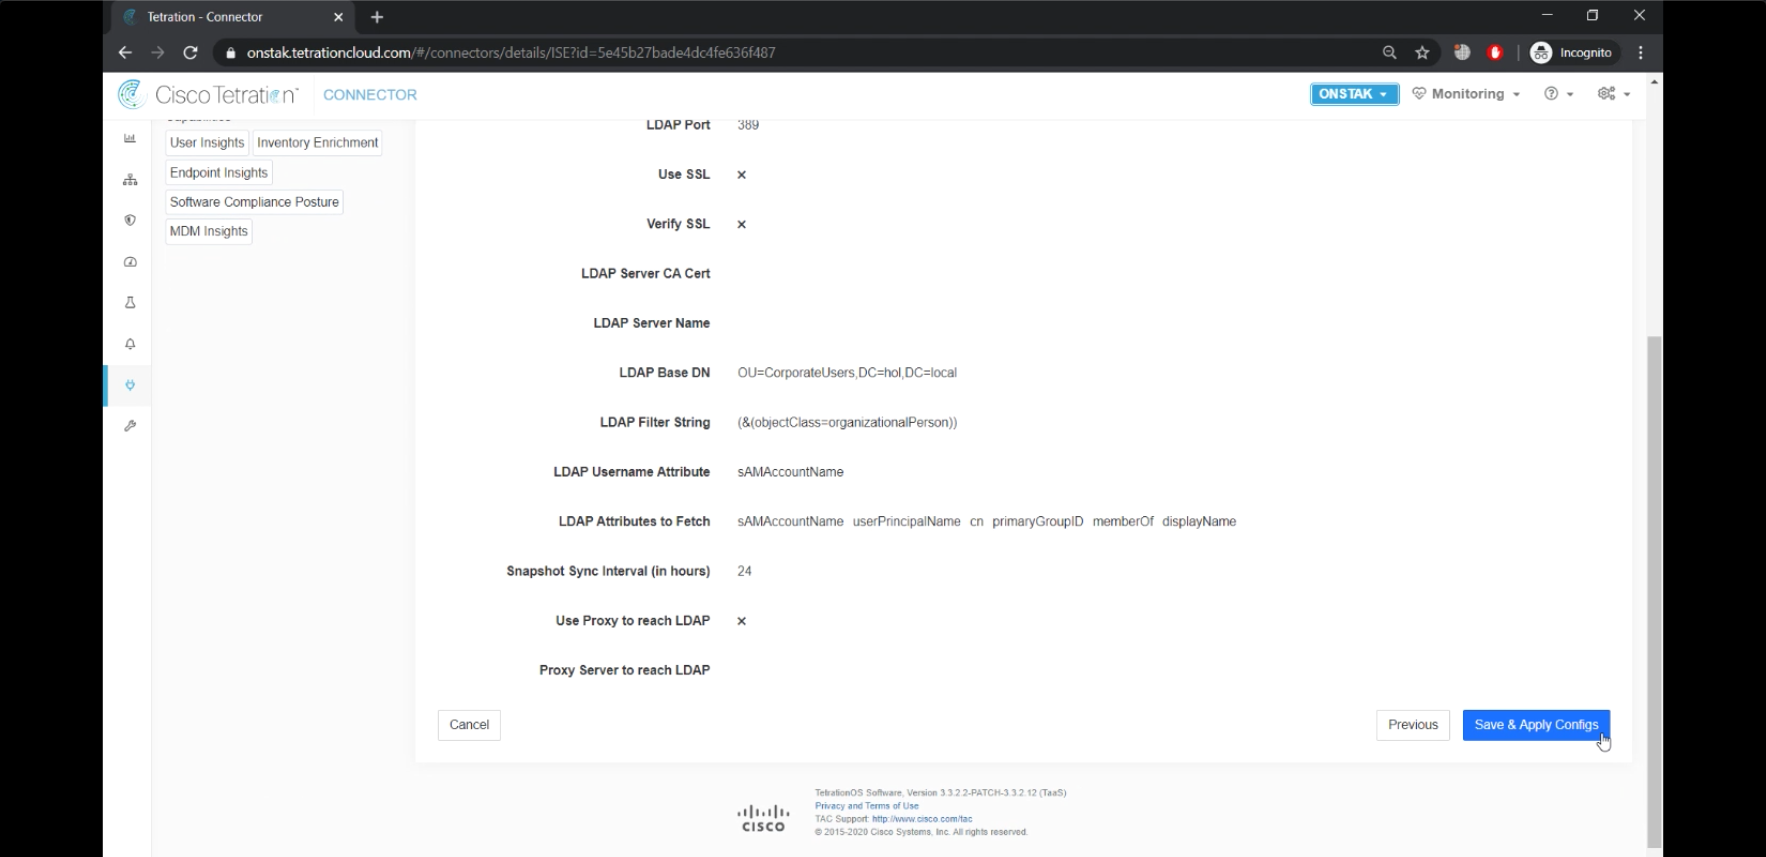 Tetration - Connector
onstak.tetrationcloud.com/#/connectors/details/ISE?id=5e45b27bade4dc4fe636f487
Incognito
Cisco Tetration™ CONNECTOR
ONSTAK Monitoring
LDAP Port 389
User Insights Inventory Enrichment
Endpoint Insights Use SSL ×
Software Compliance Posture
MDM Insights Verify SSL ×
LDAP Server CA Cert
LDAP Server Name
LDAP Base DN OU=CorporateUsers,DC=hol,DC=local
LDAP Filter String (&(objectClass=organizationalPerson))
LDAP Username Attribute sAMAccountName
LDAP Attributes to Fetch sAMAccountName userPrincipalName cn primaryGroupID memberOf displayName
Snapshot Sync Interval (in hours) 24
Use Proxy to reach LDAP ×
Proxy Server to reach LDAP
Cancel Previous Save & Apply Configs
TetrationOS Software, Version 3.3.2.2-PATCH-3.3.2.12 (TaaS)
Privacy and Terms of Use
TAC Support: http://www.cisco.com/tac
© 2015-2020 Cisco Systems, Inc. All rights reserved.
CISCO